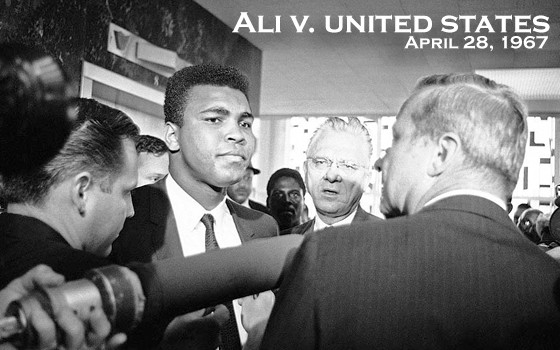 ALI V. UNITED STATES
APRIL 28, 1967